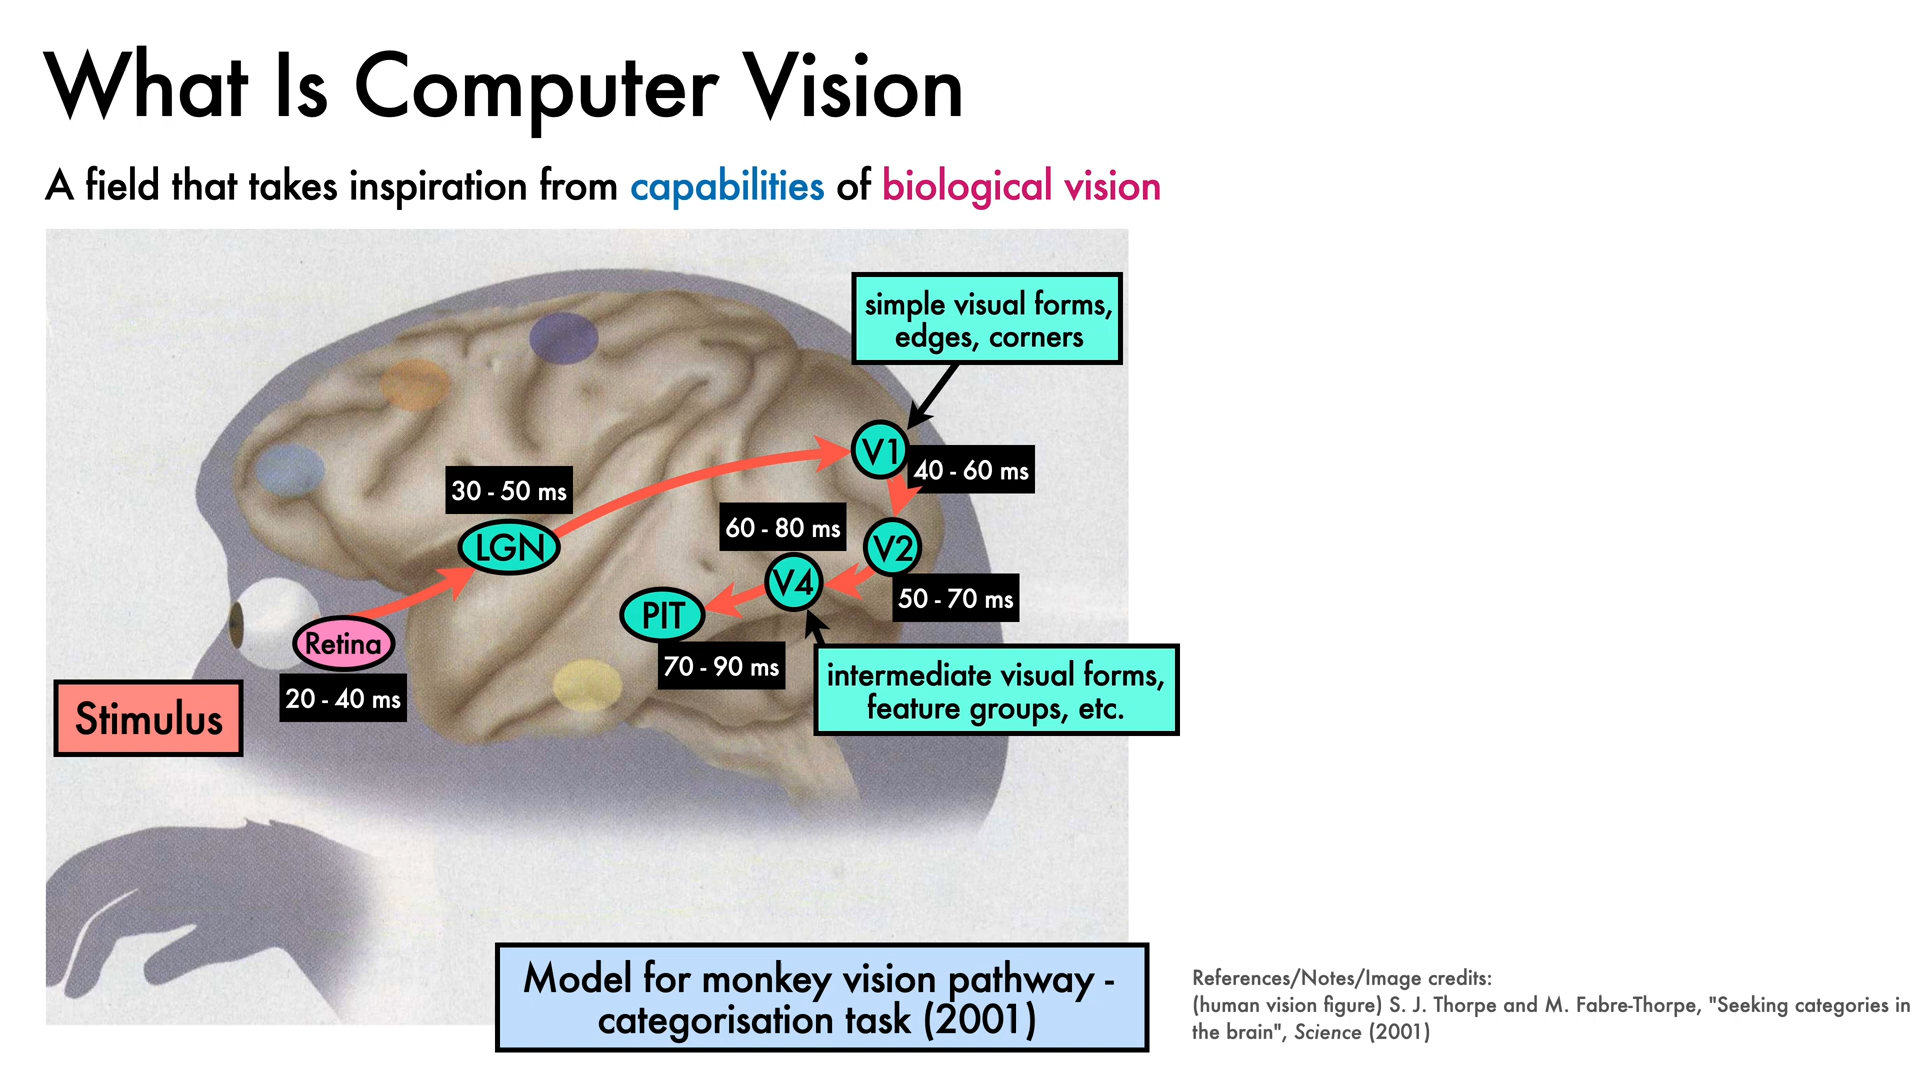 What Is Computer Vision
A field that takes inspiration from capabilities of biological vision
simple visual forms,
edges, corners
V1
40 - 60 ms
30 - 50 ms
LGN
60 - 80 ms
V2
V4
50 - 70 ms
PIT
70 - 90 ms
Retina
20 - 40 ms
Stimulus
intermediate visual forms,
feature groups, etc.
Model for monkey vision pathway -
categorisation task (2001)
References/Notes/Image credits:
(human vision figure) S. J. Thorpe and M. Fabre-Thorpe, "Seeking categories in
the brain", Science (2001)